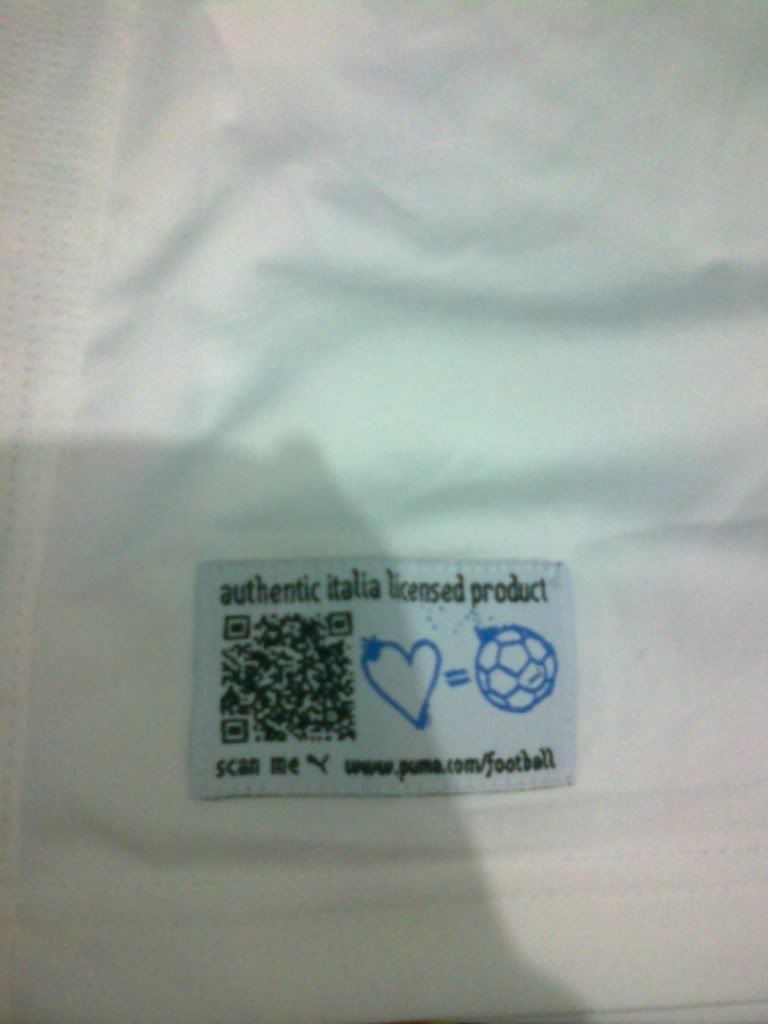 authentic italia licensed product
=
scan me www.puma.com/football